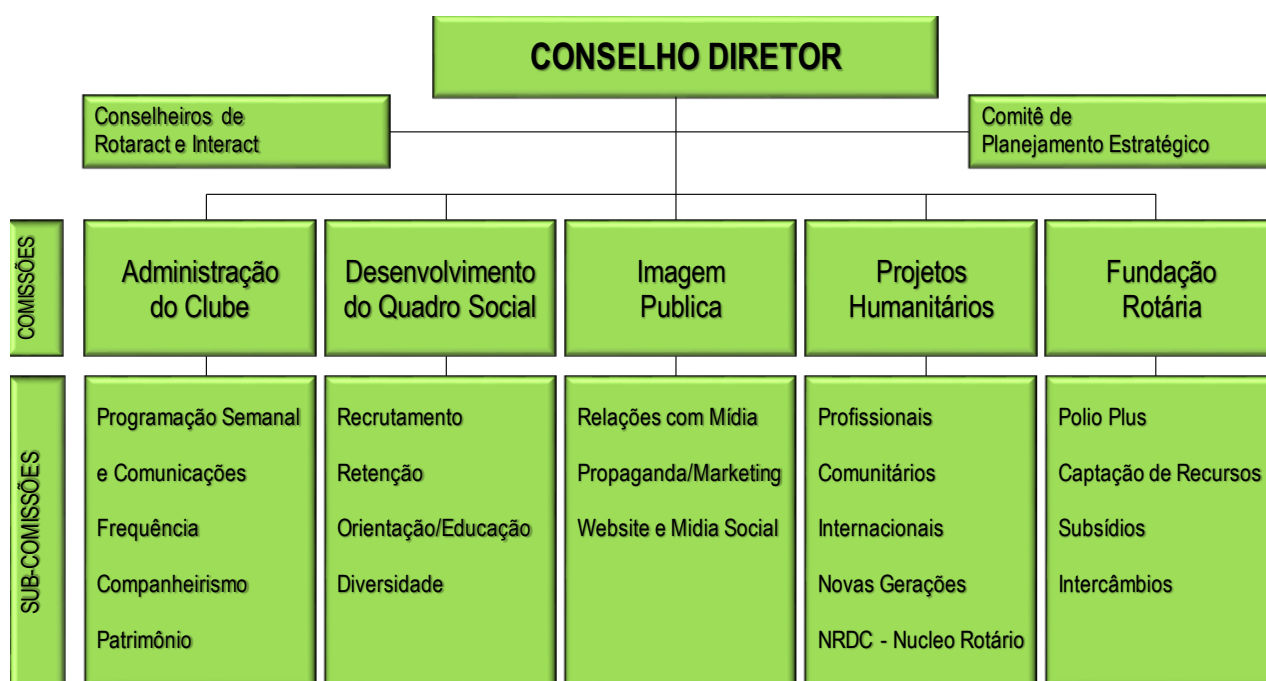 CONSELHO DIRETOR
Conselheiros de
Rotaract e Interact
Comitê de
Planejamento Estratégico
COMISSÕES
Administração
do Clube
Desenvolvimento
do Quadro Social
Imagem
Publica
Projetos
Humanitários
Fundação
Rotária
SUB-COMISSÕES
Programação Semanal
e Comunicações
Frequência
Companheirismo
Patrimônio
Recrutamento
Retenção
Orientação/Educação
Diversidade
Relações com Mídia
Propaganda/Marketing
Website e Midia Social
Profissionais
Comunitários
Internacionais
Novas Gerações
NRDC - Nucleo Rotário
Polio Plus
Captação de Recursos
Subsídios
Intercâmbios